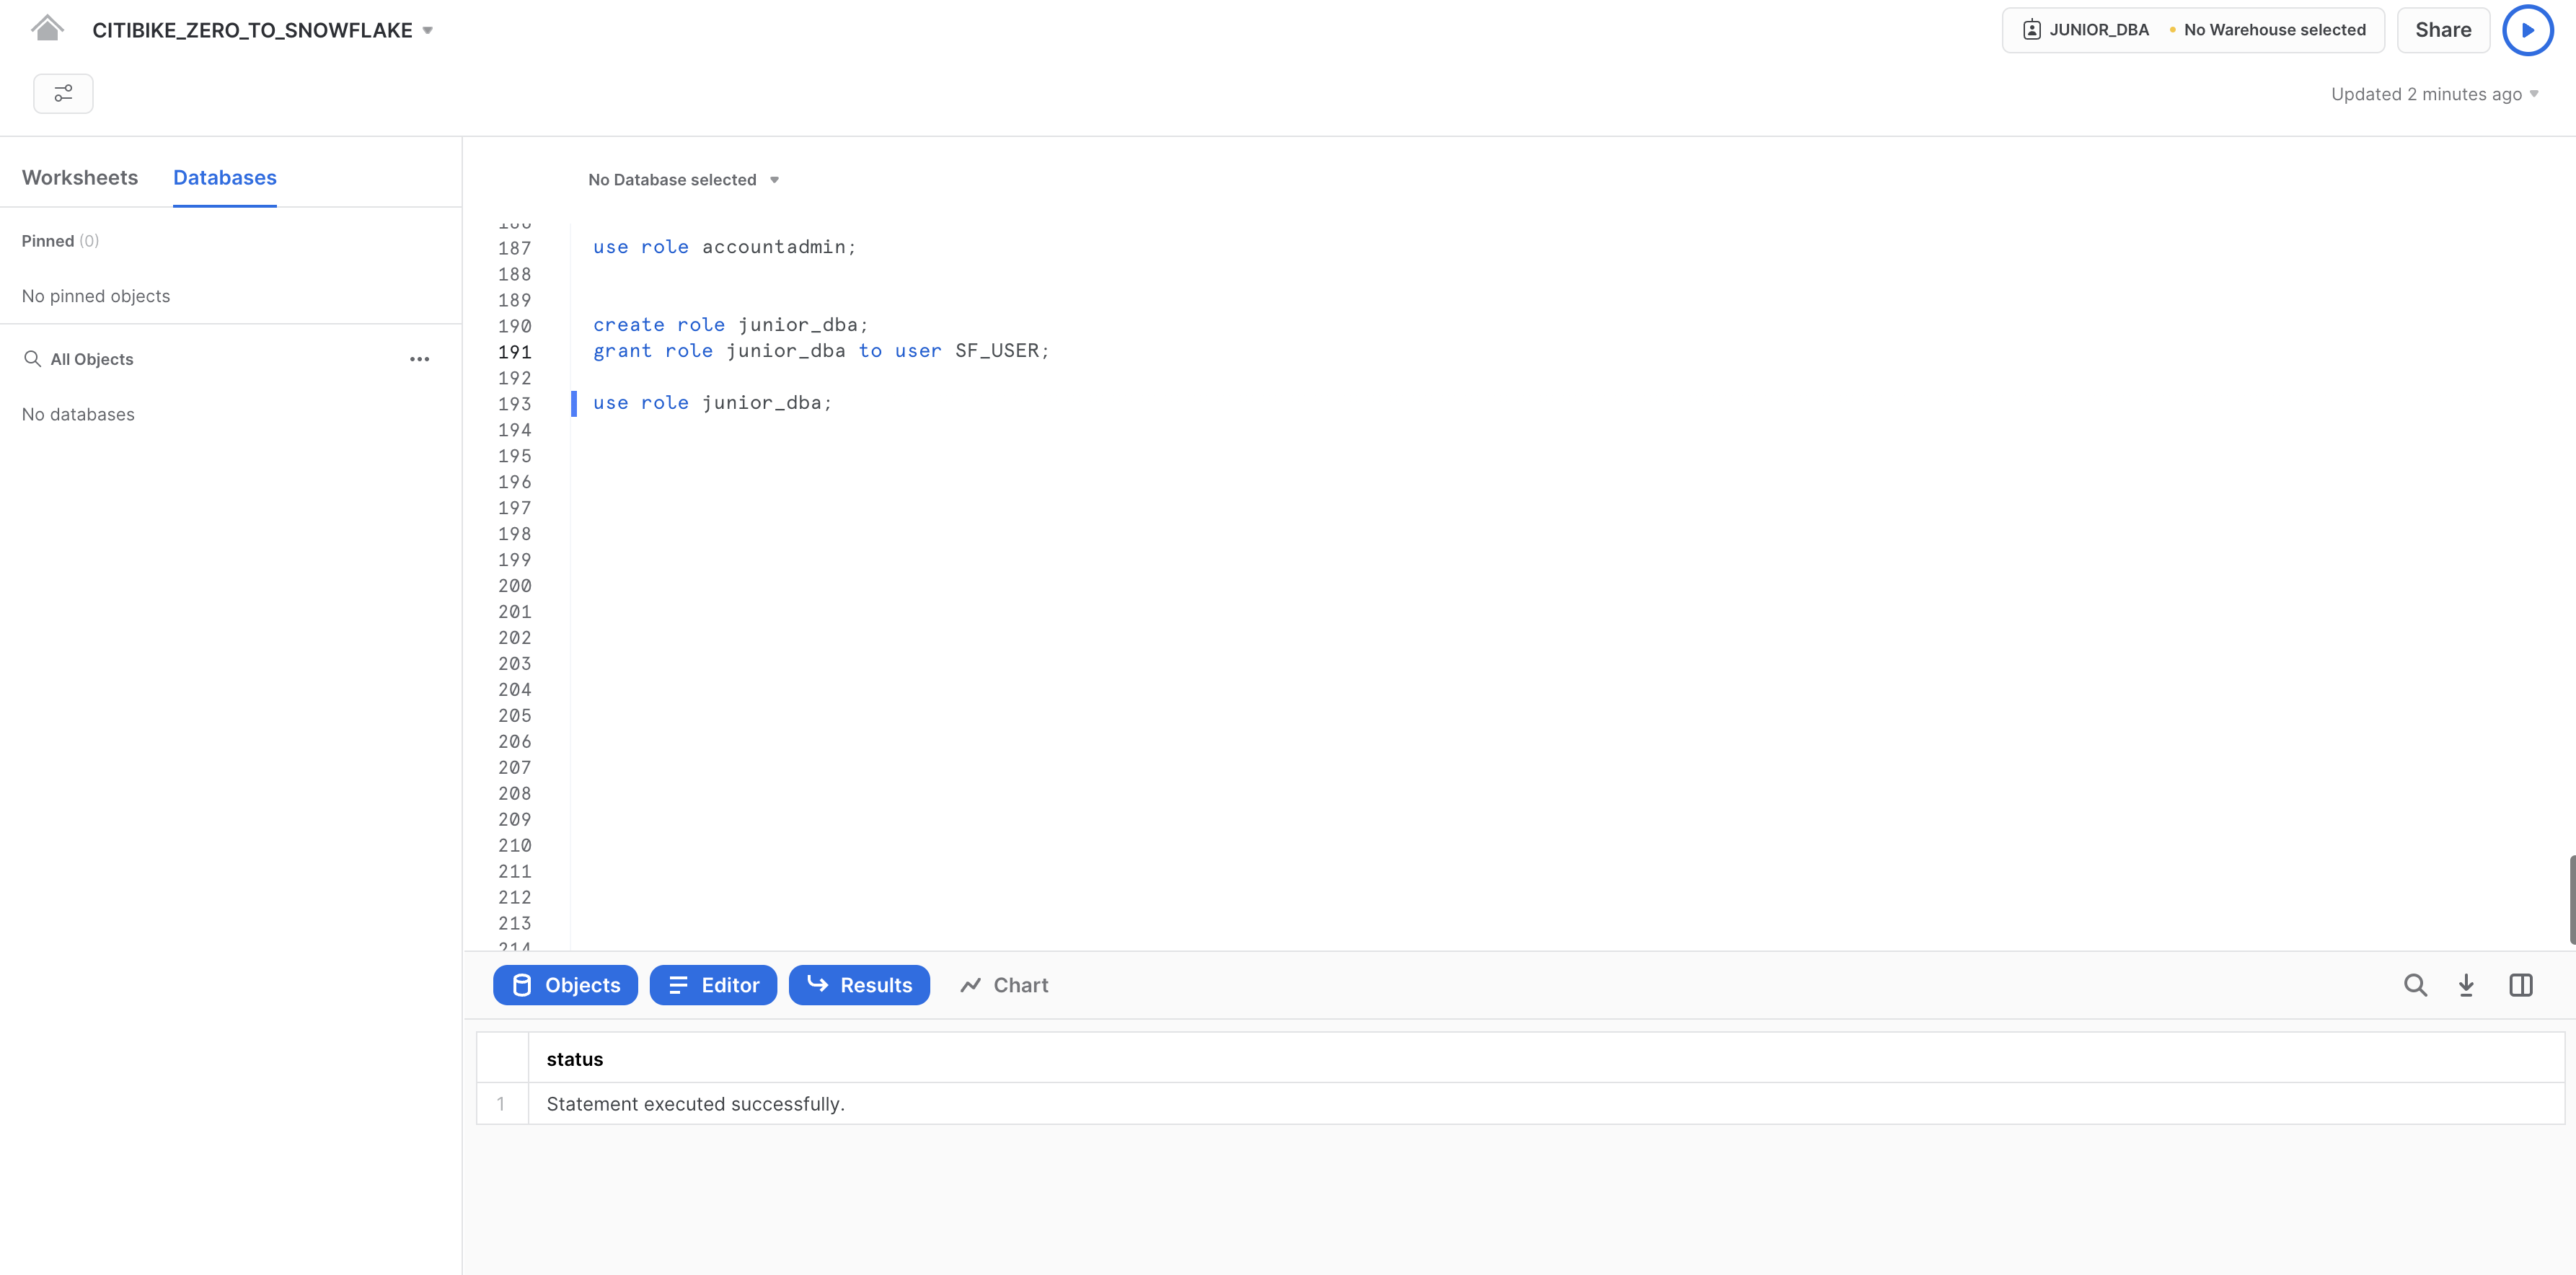 CITIBIKE_ZERO_TO_SNOWFLAKE
JUNIOR_DBA
No Warehouse selected
Share
Updated 2 minutes ago
Worksheets
Databases
Pinned (0)
No pinned objects
All Objects
No databases
No Database selected
186
187 use role accountadmin;
188
189
190 create role junior_dba;
191 grant role junior_dba to user SF_USER;
192
193 use role junior_dba;
194
195
196
197
198
199
200
201
202
203
204
205
206
207
208
209
210
211
212
213
214
Objects
Editor
Results
Chart
status
1 Statement executed successfully.